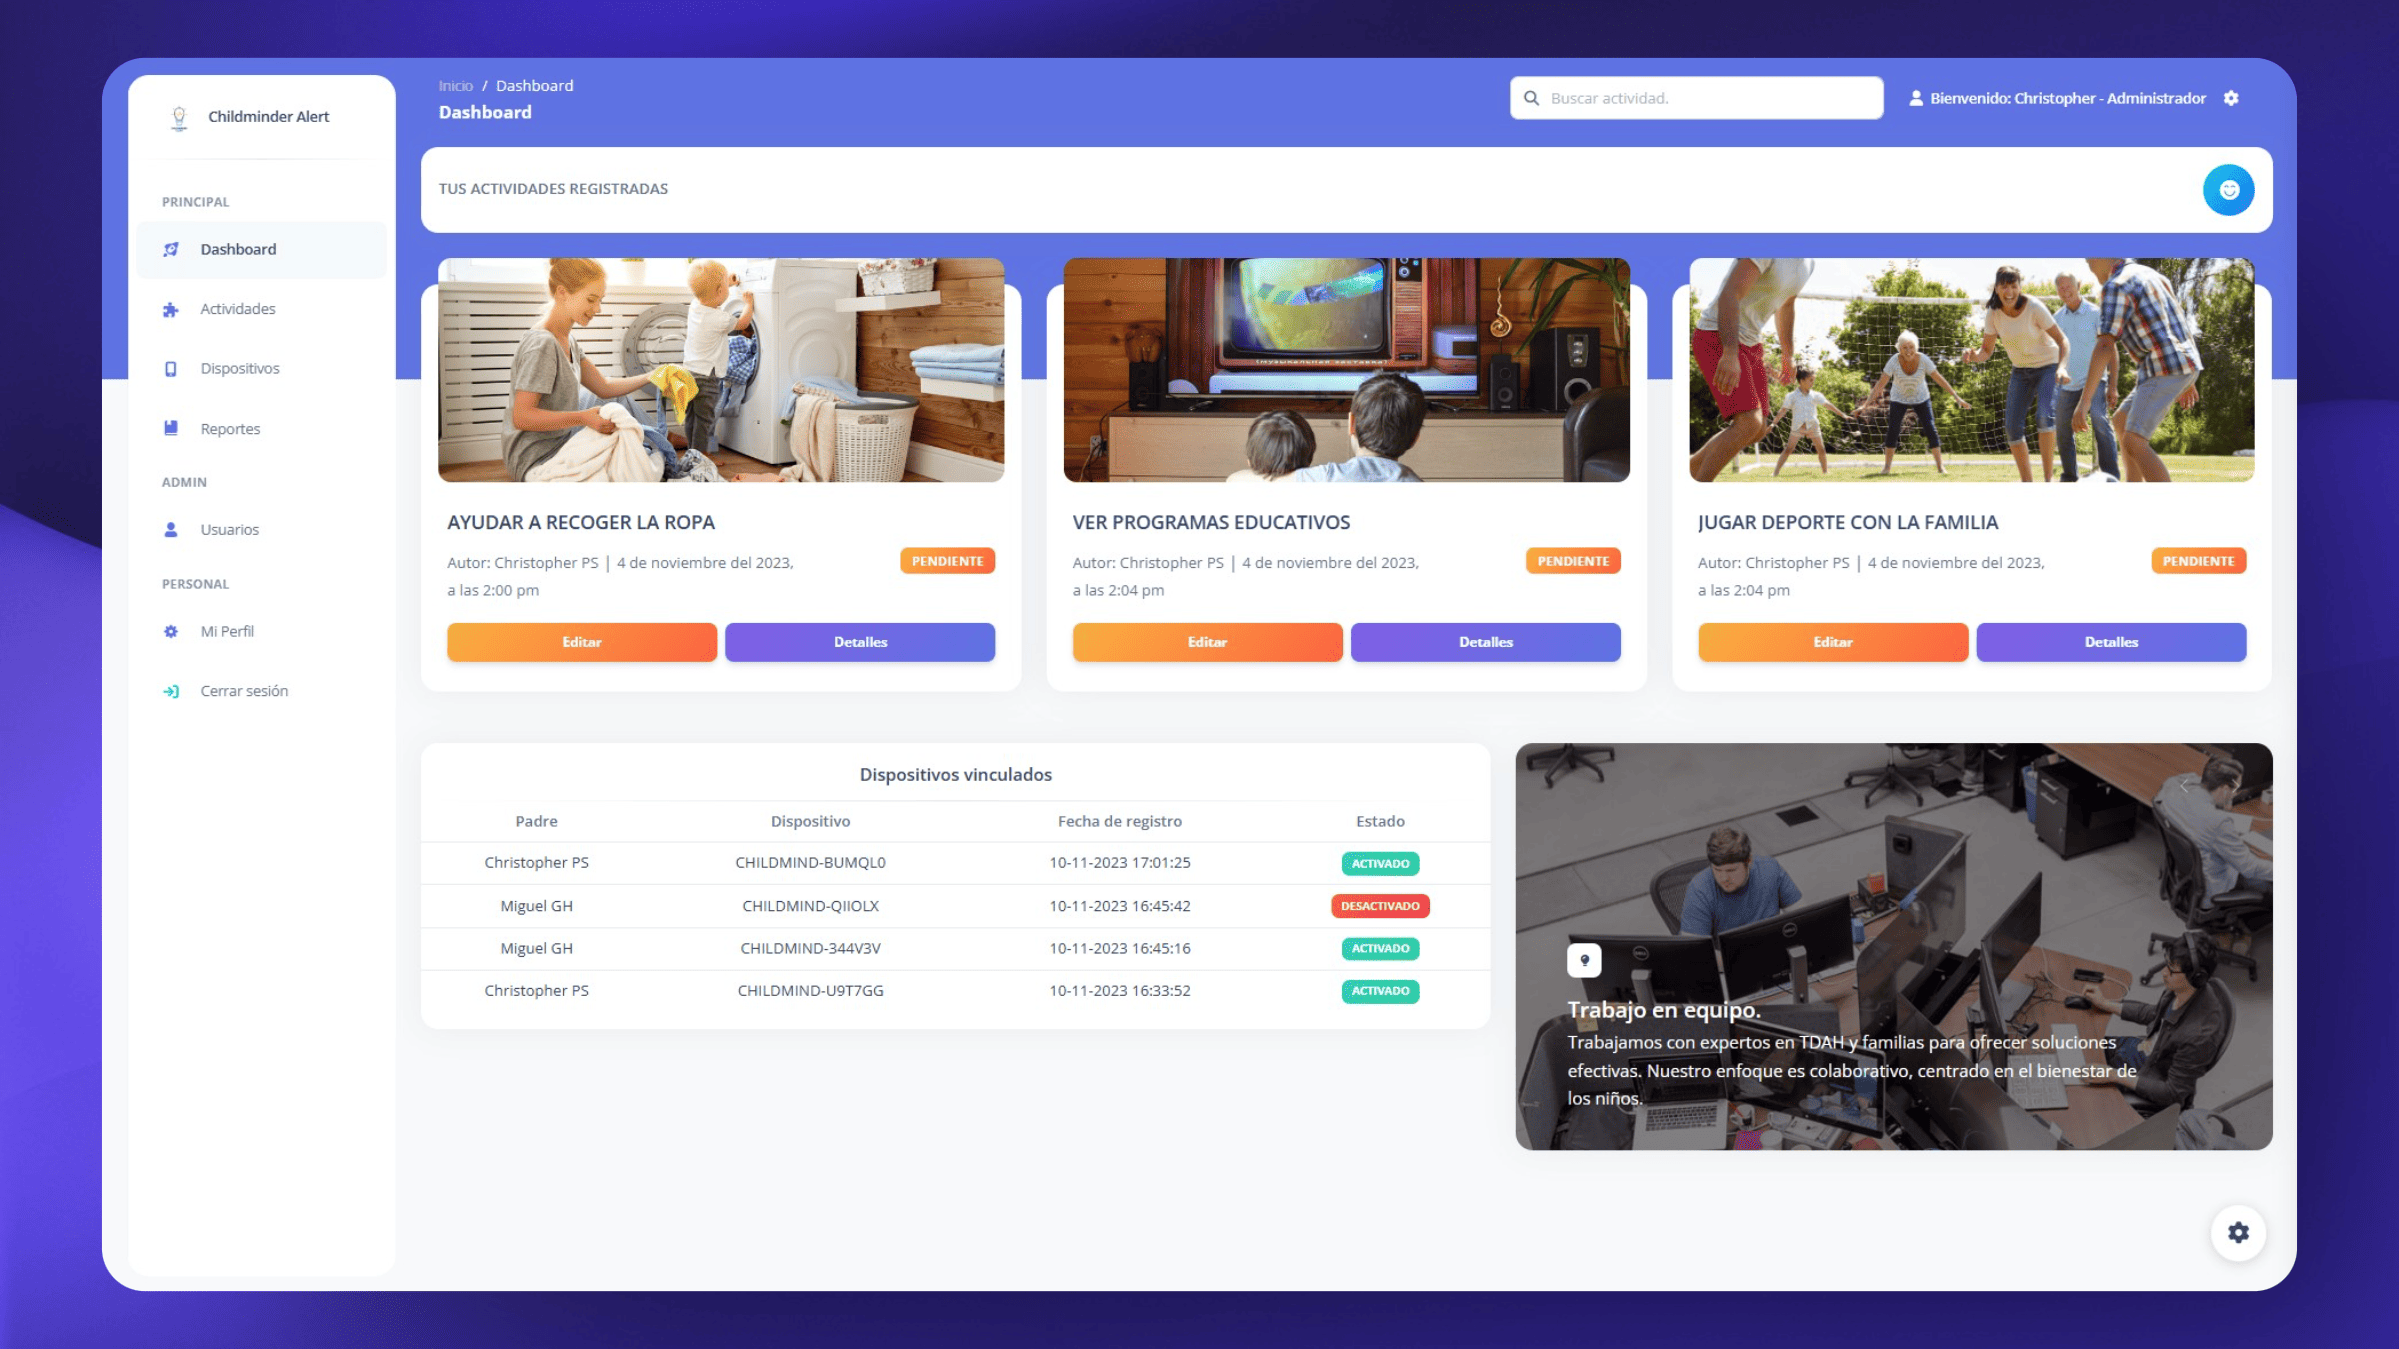 Childminder Alert
PRINCIPAL
Dashboard
Actividades
Dispositivos
Reportes
ADMIN
Usuarios
PERSONAL
Mi Perfil
Cerrar sesión
Inicio / Dashboard
Dashboard
Buscar actividad.
Bienvenido: Christopher - Administrador
TUS ACTIVIDADES REGISTRADAS
AYUDAR A RECOGER LA ROPA
Autor: Christopher PS | 4 de noviembre del 2023,
a las 2:00 pm
PENDIENTE
Editar Detalles
VER PROGRAMAS EDUCATIVOS
Autor: Christopher PS | 4 de noviembre del 2023,
a las 2:04 pm
PENDIENTE
Editar Detalles
JUGAR DEPORTE CON LA FAMILIA
Autor: Christopher PS | 4 de noviembre del 2023,
a las 2:04 pm
PENDIENTE
Editar Detalles
Dispositivos vinculados
Padre Dispositivo Fecha de registro Estado
Christopher PS CHILDMIND-BUMQL0 10-11-2023 17:01:25 ACTIVADO
Miguel GH CHILDMIND-QIIOLX 10-11-2023 16:45:42 DESACTIVADO
Miguel GH CHILDMIND-344V3V 10-11-2023 16:45:16 ACTIVADO
Christopher PS CHILDMIND-U9T7GG 10-11-2023 16:33:52 ACTIVADO
Trabajo en equipo.
Trabajamos con expertos en TDAH y familias para ofrecer soluciones
efectivas. Nuestro enfoque es colaborativo, centrado en el bienestar de
los niños.